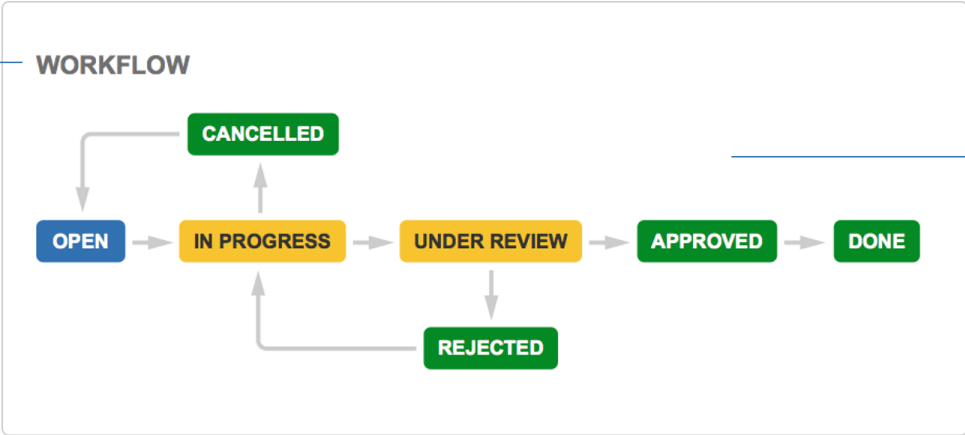 WORKFLOW
CANCELLED
OPEN
IN PROGRESS
UNDER REVIEW
APPROVED
DONE
REJECTED